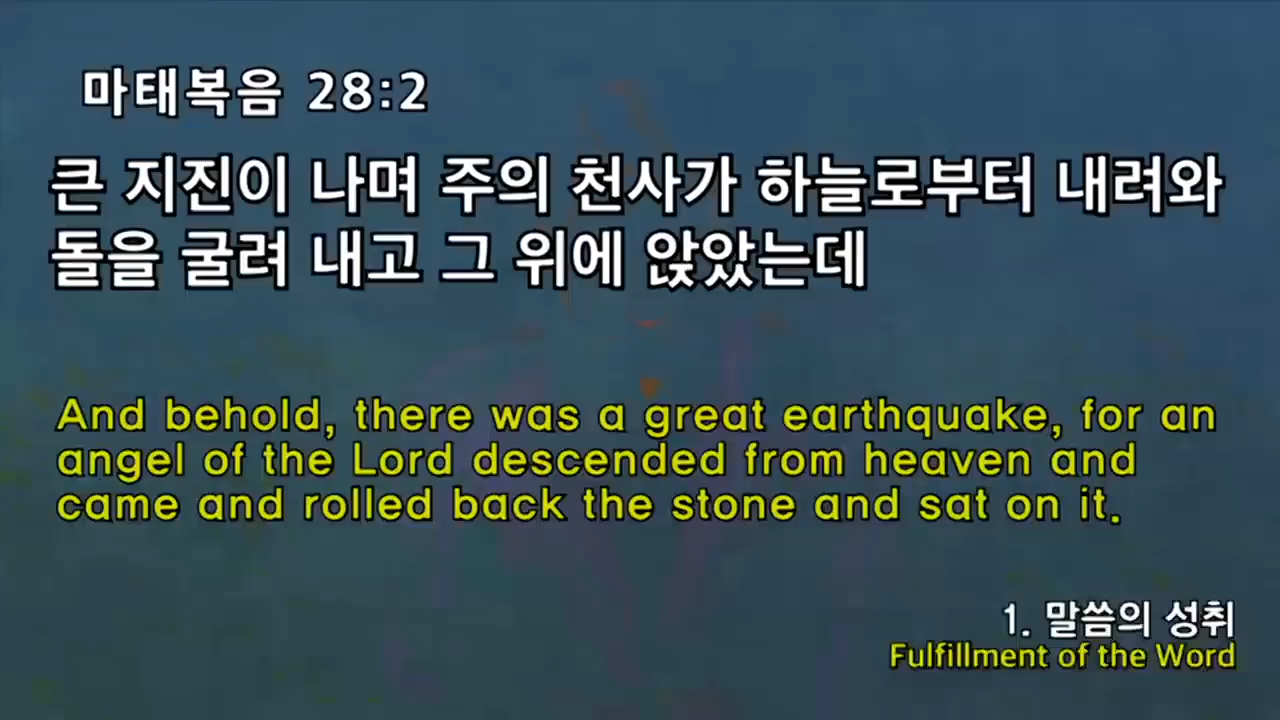 마태복음 28:2
큰 지진이 나며 주의 천사가 하늘로부터 내려와
돌을 굴려 내고 그 위에 앉았는데
And behold, there was a great earthquake, for an
angel of the Lord descended from heaven and
came and rolled back the stone and sat on it.
1. 말씀의 성취
Fulfillment of the Word